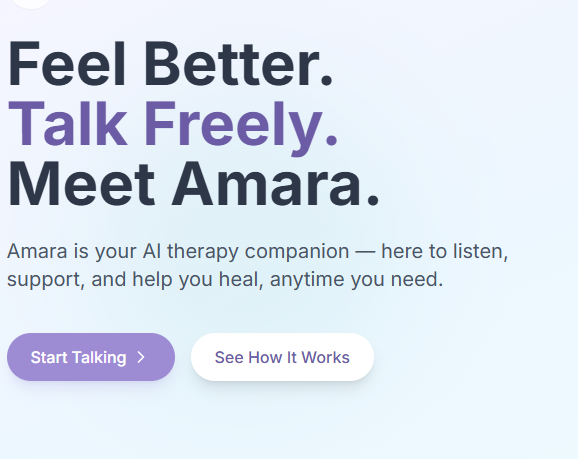 Feel Better.
Talk Freely.
Meet Amara.
Amara is your AI therapy companion — here to listen,
support, and help you heal, anytime you need.
Start Talking
See How It Works